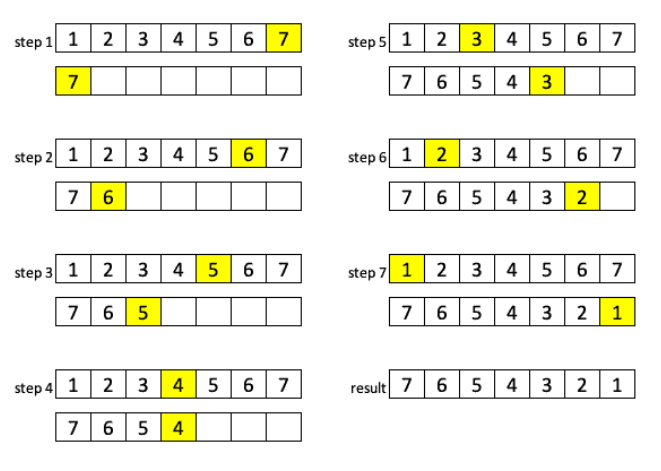 step 1 1 2 3 4 5 6 7
7
step 2 1 2 3 4 5 6 7
7 6
step 3 1 2 3 4 5 6 7
7 6 5
step 4 1 2 3 4 5 6 7
7 6 5 4
step 5 1 2 3 4 5 6 7
7 6 5 4 3
step 6 1 2 3 4 5 6 7
7 6 5 4 3 2
step 7 1 2 3 4 5 6 7
7 6 5 4 3 2 1
result 7 6 5 4 3 2 1